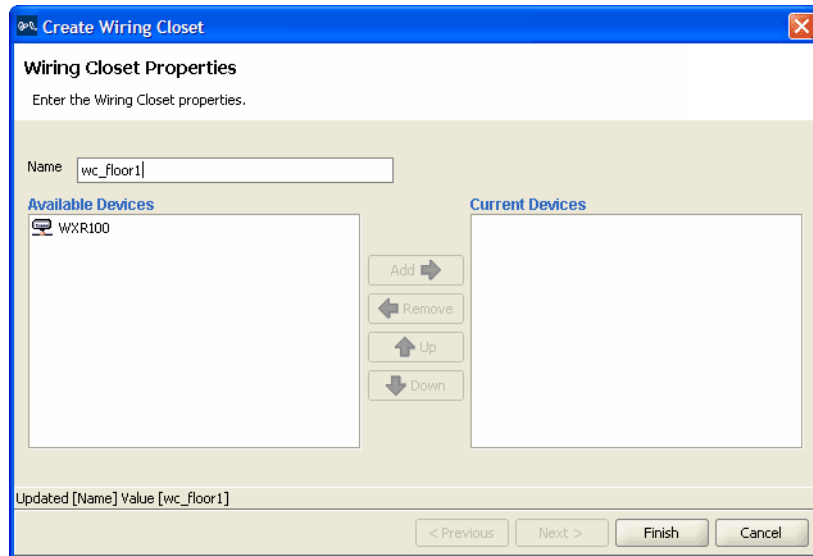 Create Wiring Closet
Wiring Closet Properties
Enter the Wiring Closet properties.
Name wc_floor1
Available Devices Current Devices
WXR100
Add
Remove
Up
Down
Updated [Name] Value [wc_floor1]
< Previous Next > Finish Cancel